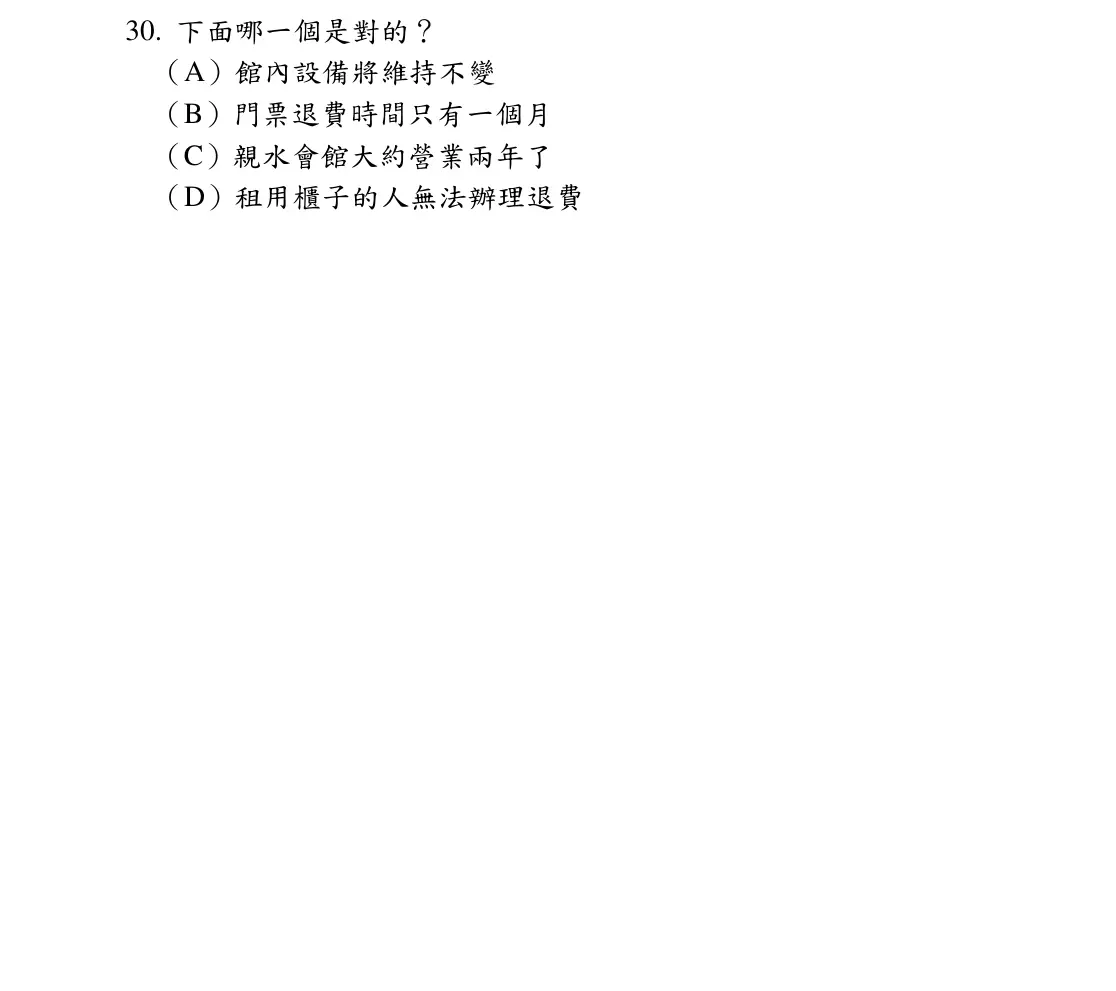 30. 下面哪一個是對的？
（A）館內設備將維持不變
（B）門票退費時間只有一個月
（C）親水會館大約營業兩年了
（D）租用櫃子的人無法辦理退費